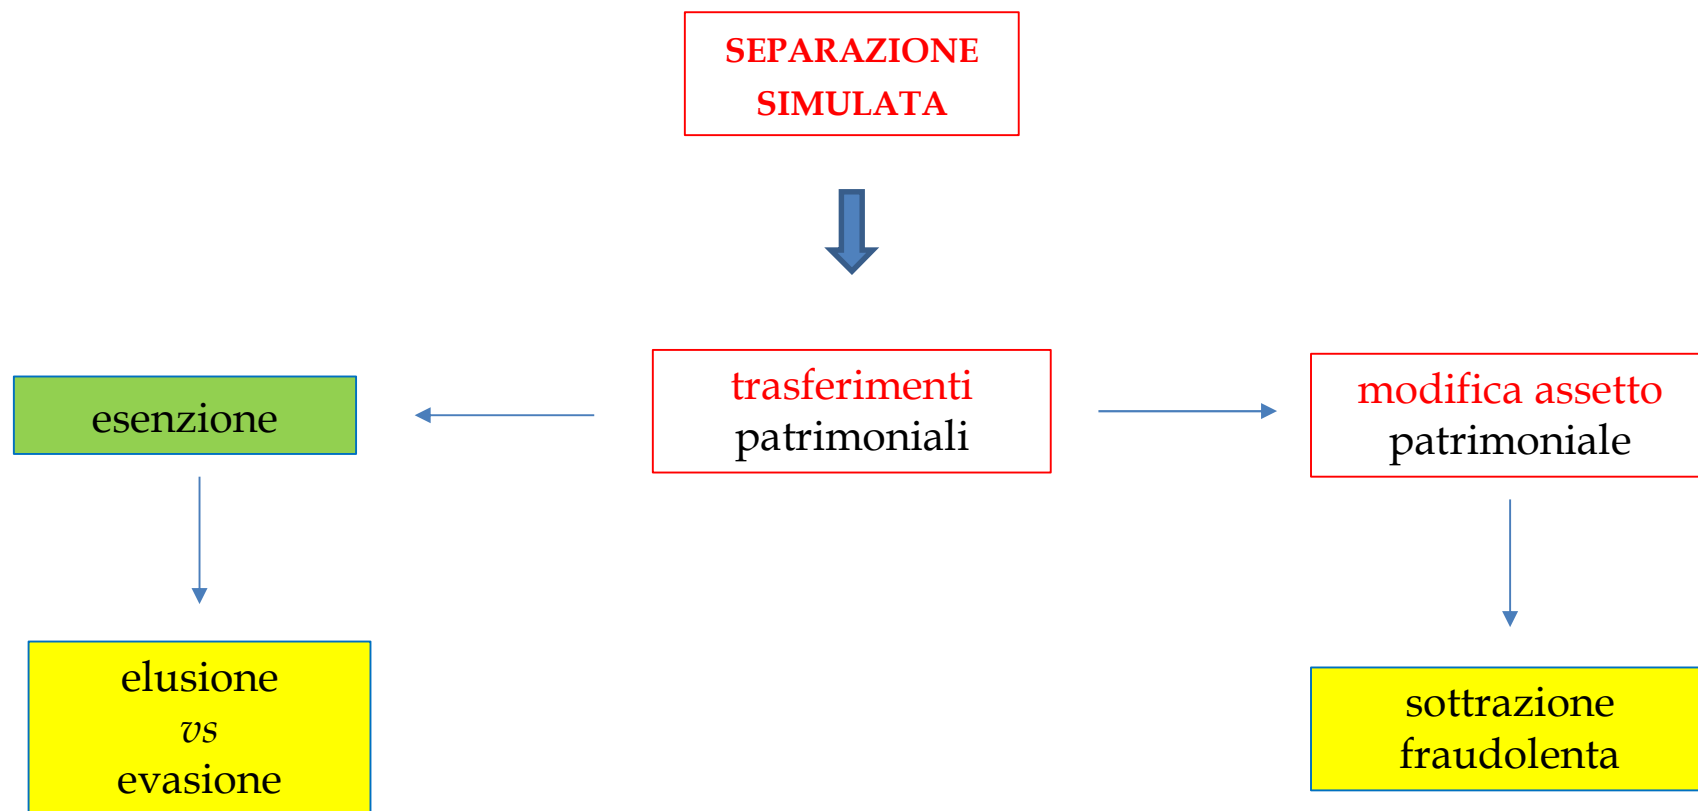 SEPARAZIONE
SIMULATA
esenzione
trasferimenti
patrimoniali
modifica assetto
patrimoniale
elusione
vs
evasione
sottrazione
fraudolenta